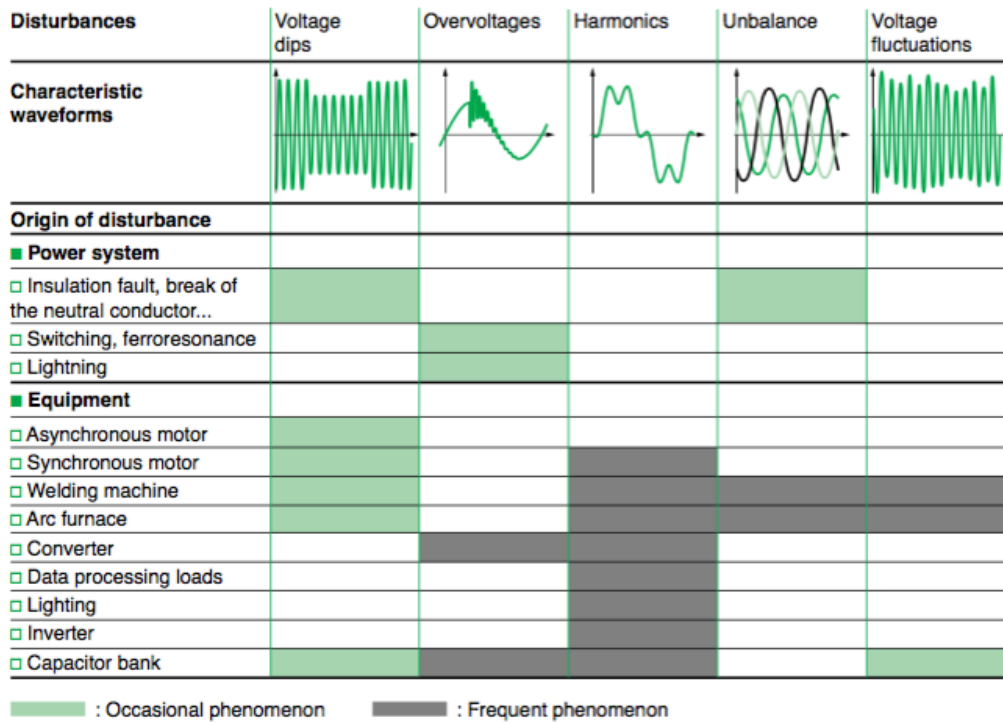 Disturbances Voltage dips Overvoltages Harmonics Unbalance Voltage fluctuations
Characteristic waveforms
Origin of disturbance
Power system
Insulation fault, break of
the neutral conductor...
Switching, ferroresonance
Lightning
Equipment
Asynchronous motor
Synchronous motor
Welding machine
Arc furnace
Converter
Data processing loads
Lighting
Inverter
Capacitor bank
: Occasional phenomenon : Frequent phenomenon